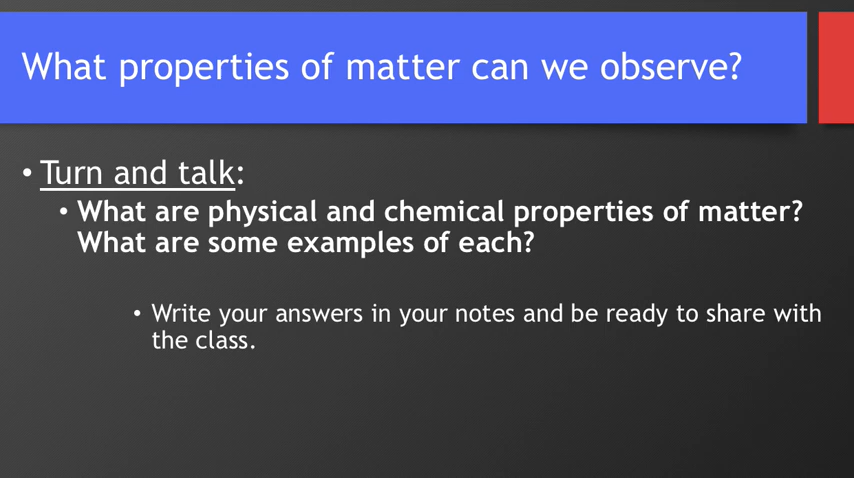 What properties of matter can we observe?
• Turn and talk:
• What are physical and chemical properties of matter?
What are some examples of each?
• Write your answers in your notes and be ready to share with
the class.